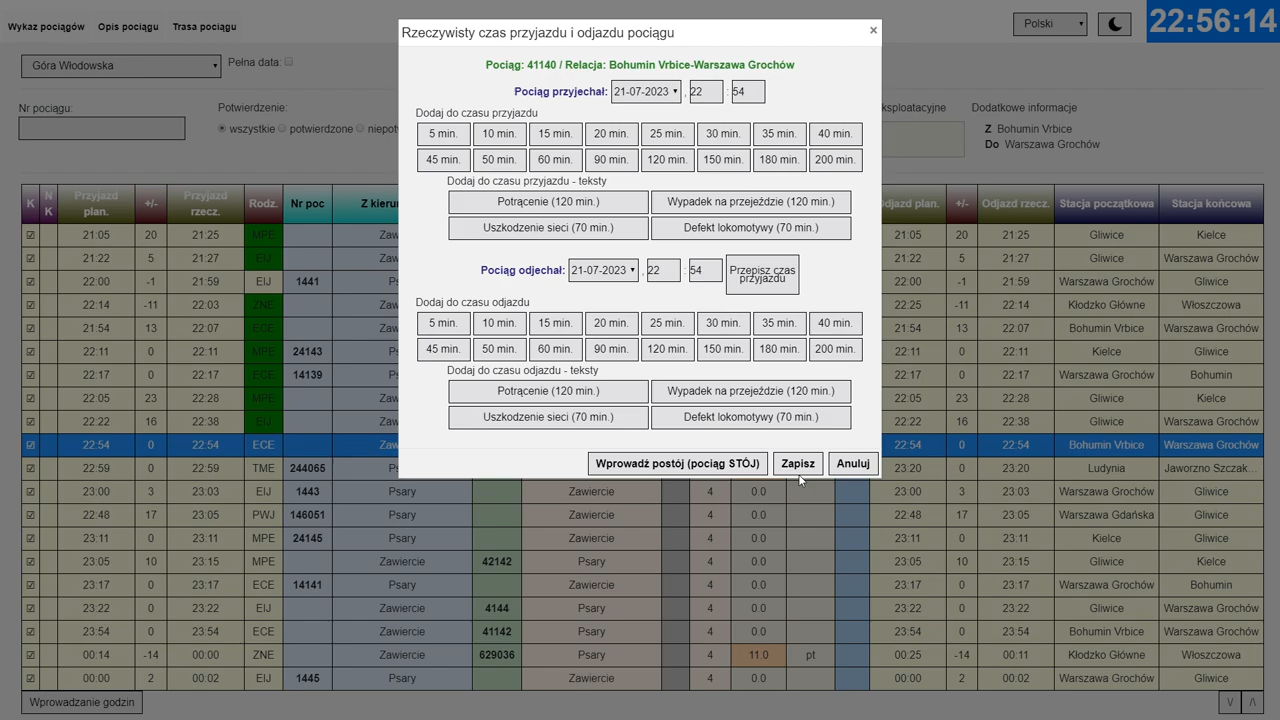 Wykaz pociągów Opis pociągu Trasa pociągu Polski 22:56:14
Góra Włodowska Pełna data:
Nr pociągu: Potwierdzenie:
wszystkie potwierdzone niepotw
ksploatacyjne Dodatkowe informacje
Z Bohumin Vrbice
Do Warszawa Grochów
Rzeczywisty czas przyjazdu i odjazdu pociągu ×
Pociąg: 41140 / Relacja: Bohumin Vrbice-Warszawa Grochów
Pociąg przyjechał: 21-07-2023 , 22 : 54
Dodaj do czasu przyjazdu
5 min. 10 min. 15 min. 20 min. 25 min. 30 min. 35 min. 40 min.
45 min. 50 min. 60 min. 90 min. 120 min. 150 min. 180 min. 200 min.
Dodaj do czasu przyjazdu - teksty
Potrącenie (120 min.) Wypadek na przejeździe (120 min.)
Uszkodzenie sieci (70 min.) Defekt lokomotywy (70 min.)
Pociąg odjechał: 21-07-2023 , 22 : 54 Przepisz czas
przyjazdu
Dodaj do czasu odjazdu
5 min. 10 min. 15 min. 20 min. 25 min. 30 min. 35 min. 40 min.
45 min. 50 min. 60 min. 90 min. 120 min. 150 min. 180 min. 200 min.
Dodaj do czasu odjazdu - teksty
Potrącenie (120 min.) Wypadek na przejeździe (120 min.)
Uszkodzenie sieci (70 min.) Defekt lokomotywy (70 min.)
Wprowadź postój (pociąg STÓJ) Zapisz Anuluj
K N K Przyjazd plan. +/- Przyjazd rzecz. Rodz. Nr poc Z kierun Odjazd plan. +/- Odjazd rzecz. Stacja początkowa Stacja końcowa
21:05 20 21:25 MPE Zaw 21:05 20 21:25 Gliwice Kielce
21:22 5 21:27 EIJ Zaw 21:22 5 21:27 Gliwice Warszawa Grochów
22:00 -1 21:59 EIJ 1441 P 22:00 -1 21:59 Warszawa Grochów Gliwice
22:14 -11 22:03 ZNE Zaw 22:25 -11 22:14 Kłodzko Główne Włoszczowa
21:54 13 22:07 ECE Zaw 21:54 13 22:07 Bohumin Vrbice Warszawa Grochów
22:11 0 22:11 MPE 24143 P 22:11 0 22:11 Kielce Gliwice
22:17 0 22:17 ECE 14139 P 22:17 0 22:17 Warszawa Grochów Bohumin
22:05 23 22:28 MPE Zaw 22:05 23 22:28 Gliwice Kielce
22:22 16 22:38 EIJ Zaw 22:22 16 22:38 Gliwice Warszawa Grochów
22:54 0 22:54 ECE Zaw 22:54 0 22:54 Bohumin Vrbice Warszawa Grochów
22:59 0 22:59 TME 244065 Ps 22:59 0 23:20 Ludynia Jaworzno Szczak...
23:00 3 23:03 EIJ 1443 Psary Zawiercie 4 0.0 23:00 3 23:03 Warszawa Grochów Gliwice
22:48 17 23:05 PWJ 146051 Psary Zawiercie 4 0.0 22:48 17 23:05 Warszawa Gdańska Gliwice
23:11 0 23:11 MPE 24145 Psary Zawiercie 4 0.0 23:11 0 23:11 Kielce Gliwice
23:05 10 23:15 MPE Zawiercie 42142 Psary 4 0.0 23:05 10 23:15 Gliwice Kielce
23:17 0 23:17 ECE 14141 Psary Zawiercie 4 0.0 23:17 0 23:17 Warszawa Grochów Bohumin
23:22 0 23:22 EIJ Zawiercie 4144 Psary 4 0.0 23:22 0 23:22 Gliwice Warszawa Grochów
23:54 0 23:54 ECE Zawiercie 41142 Psary 4 0.0 23:54 0 23:54 Bohumin Vrbice Warszawa Grochów
00:14 -14 00:00 ZNE Zawiercie 629036 Psary 4 11.0 pt 00:25 -14 00:11 Kłodzko Główne Włoszczowa
00:00 2 00:02 EIJ 1445 Psary Zawiercie 4 0.0 00:00 2 00:02 Warszawa Grochów Gliwice
Wprowadzanie godzin